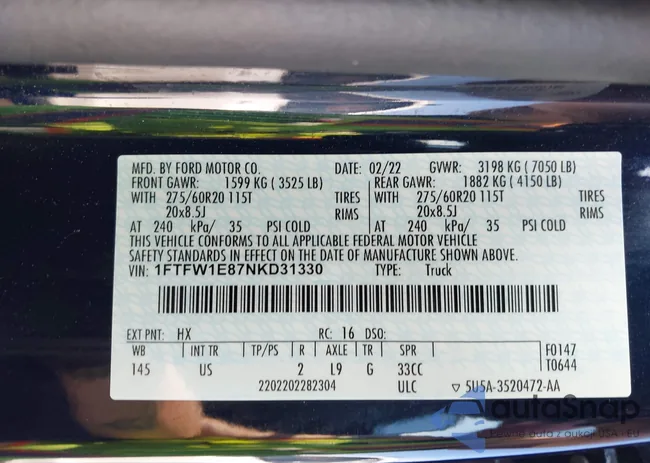 MFD. BY FORD MOTOR CO. DATE: 02/22 GVWR: 3198 KG ( 7050 LB)
FRONT GAWR: 1599 KG ( 3525 LB) REAR GAWR: 1882 KG ( 4150 LB)
WITH 275/60R20 115T TIRES WITH 275/60R20 115T TIRES
20x8.5J RIMS 20x8.5J RIMS
AT 240 kPa/ 35 PSI COLD AT 240 kPa/ 35 PSI COLD
THIS VEHICLE CONFORMS TO ALL APPLICABLE FEDERAL MOTOR VEHICLE
SAFETY STANDARDS IN EFFECT ON THE DATE OF MANUFACTURE SHOWN ABOVE.
VIN: 1FTFW1E87NKD31330 TYPE: Truck
EXT PNT: HX RC: 16 DSO:
WB INT TR TP/PS R AXLE TR SPR F0147
145 US 2 L9 G 33CC T0644
2202202282304 ULC ▽ 5U5A-3520472-AA
autaSnap